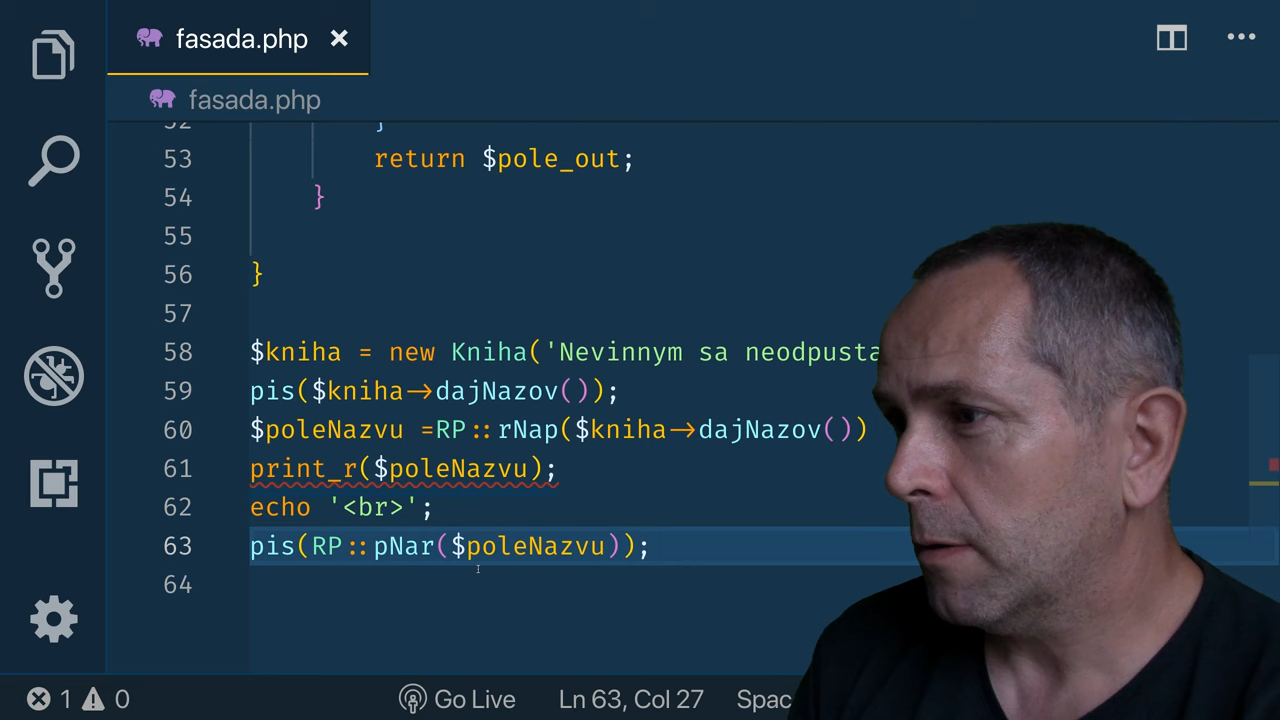 fasada.php
fasada.php
52 }
53 return $pole_out;
54 }
55
56 }
57
58 $kniha = new Kniha('Nevinnym sa neodpusta
59 pis($kniha->dajNazov());
60 $poleNazvu =RP::rNap($kniha->dajNazov())
61 print_r($poleNazvu);
62 echo '<br>';
63 pis(RP::pNar($poleNazvu));
64
1 0 Go Live Ln 63, Col 27